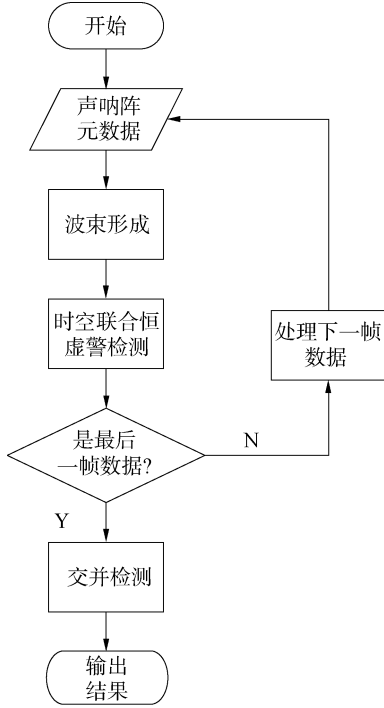 开始
声呐阵
元数据
波束形成
时空联合恒
虚警检测
处理下一帧
数据
是最后
一帧数据?
N
Y
交并检测
输出
结果